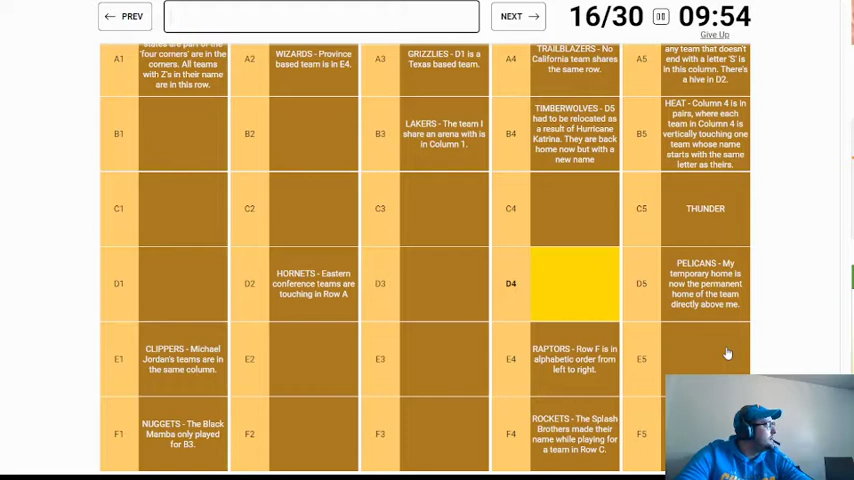 ← PREV
NEXT →
16/30
09:54
Give Up
A1
'four corners' are in the
corners. All teams
with Z's in their name
are in this row.
A2
WIZARDS - Province
based team is in E4.
A3
GRIZZLIES - D1 is a
Texas based team.
A4
TRAILBLAZERS - No
California team shares
the same row.
A5
any team that doesn't
end with a letter 'S' is
in this column. There's
a hive in D2.
B1
B2
B3
LAKERS - The team I
share an arena with is
in Column 1.
B4
TIMBERWOLVES - D5
had to be relocated as
a result of Hurricane
Katrina. They are back
home now but with a
new name
B5
HEAT - Column 4 is in
pairs, where each
team in Column 4 is
vertically touching one
team whose name
starts with the same
letter as theirs.
C1
C2
C3
C4
C5
THUNDER
D1
D2
HORNETS - Eastern
conference teams are
touching in Row A
D3
D4
D5
PELICANS - My
temporary home is
now the permanent
home of the team
directly above me.
E1
CLIPPERS - Michael
Jordan's teams are in
the same column.
E2
E3
E4
RAPTORS - Row F is in
alphabetic order from
left to right.
E5
F1
NUGGETS - The Black
Mamba only played
for B3.
F2
F3
F4
ROCKETS - The Splash
Brothers made their
name while playing for
a team in Row C.
F5